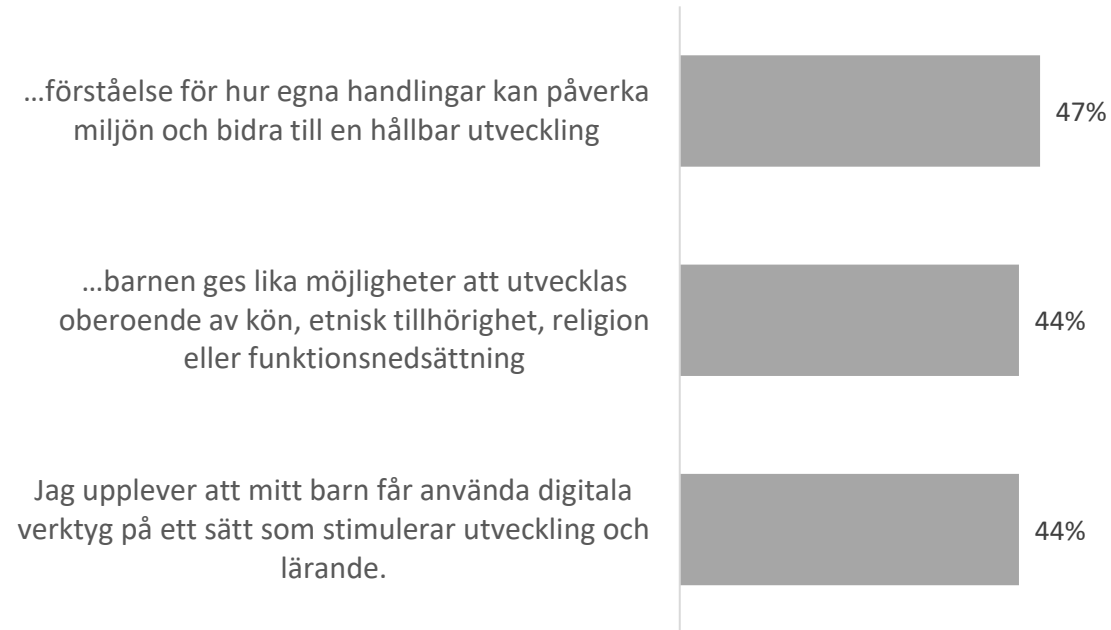 ...förståelse för hur egna handlingar kan påverka
miljön och bidra till en hållbar utveckling
47%
...barnen ges lika möjligheter att utvecklas
oberoende av kön, etnisk tillhörighet, religion
eller funktionsnedsättning
44%
Jag upplever att mitt barn får använda digitala
verktyg på ett sätt som stimulerar utveckling och
lärande.
44%